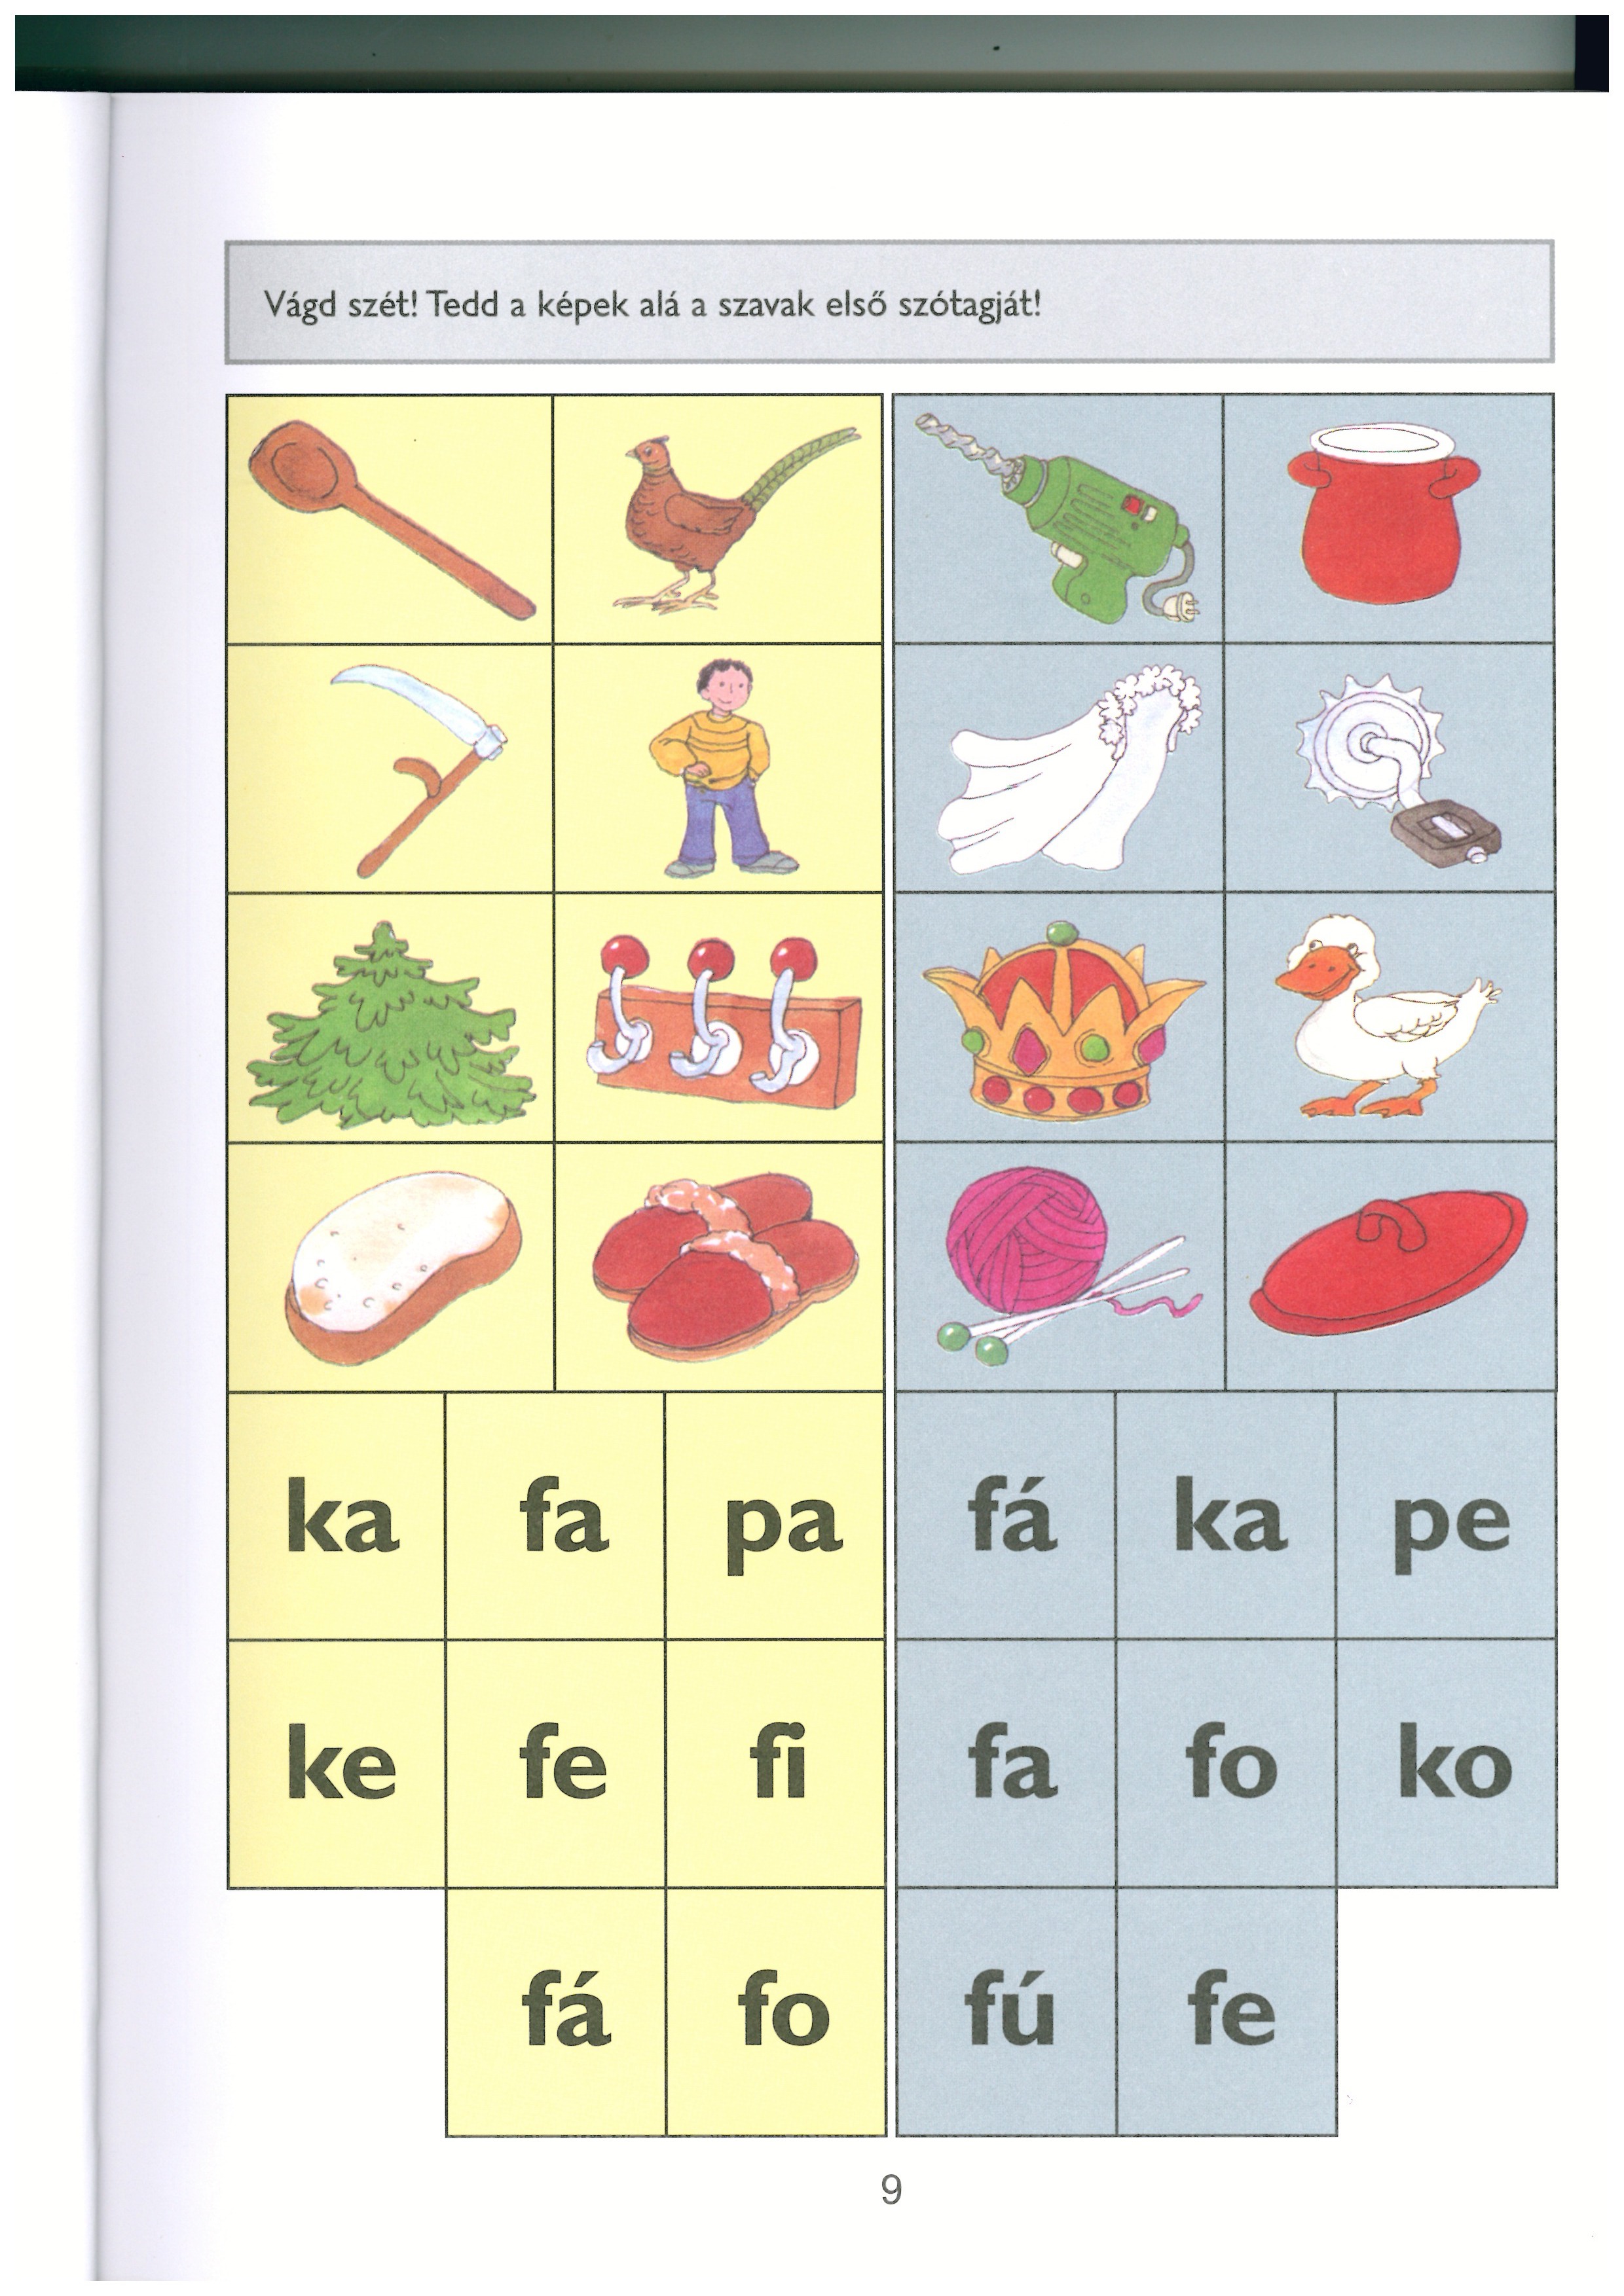 Vágd szét! Tedd a képek alá a szavak első szótagját!
ka fa pa
fá ka pe
ke fe fi
fa fo ko
fá fo
fú fe
9